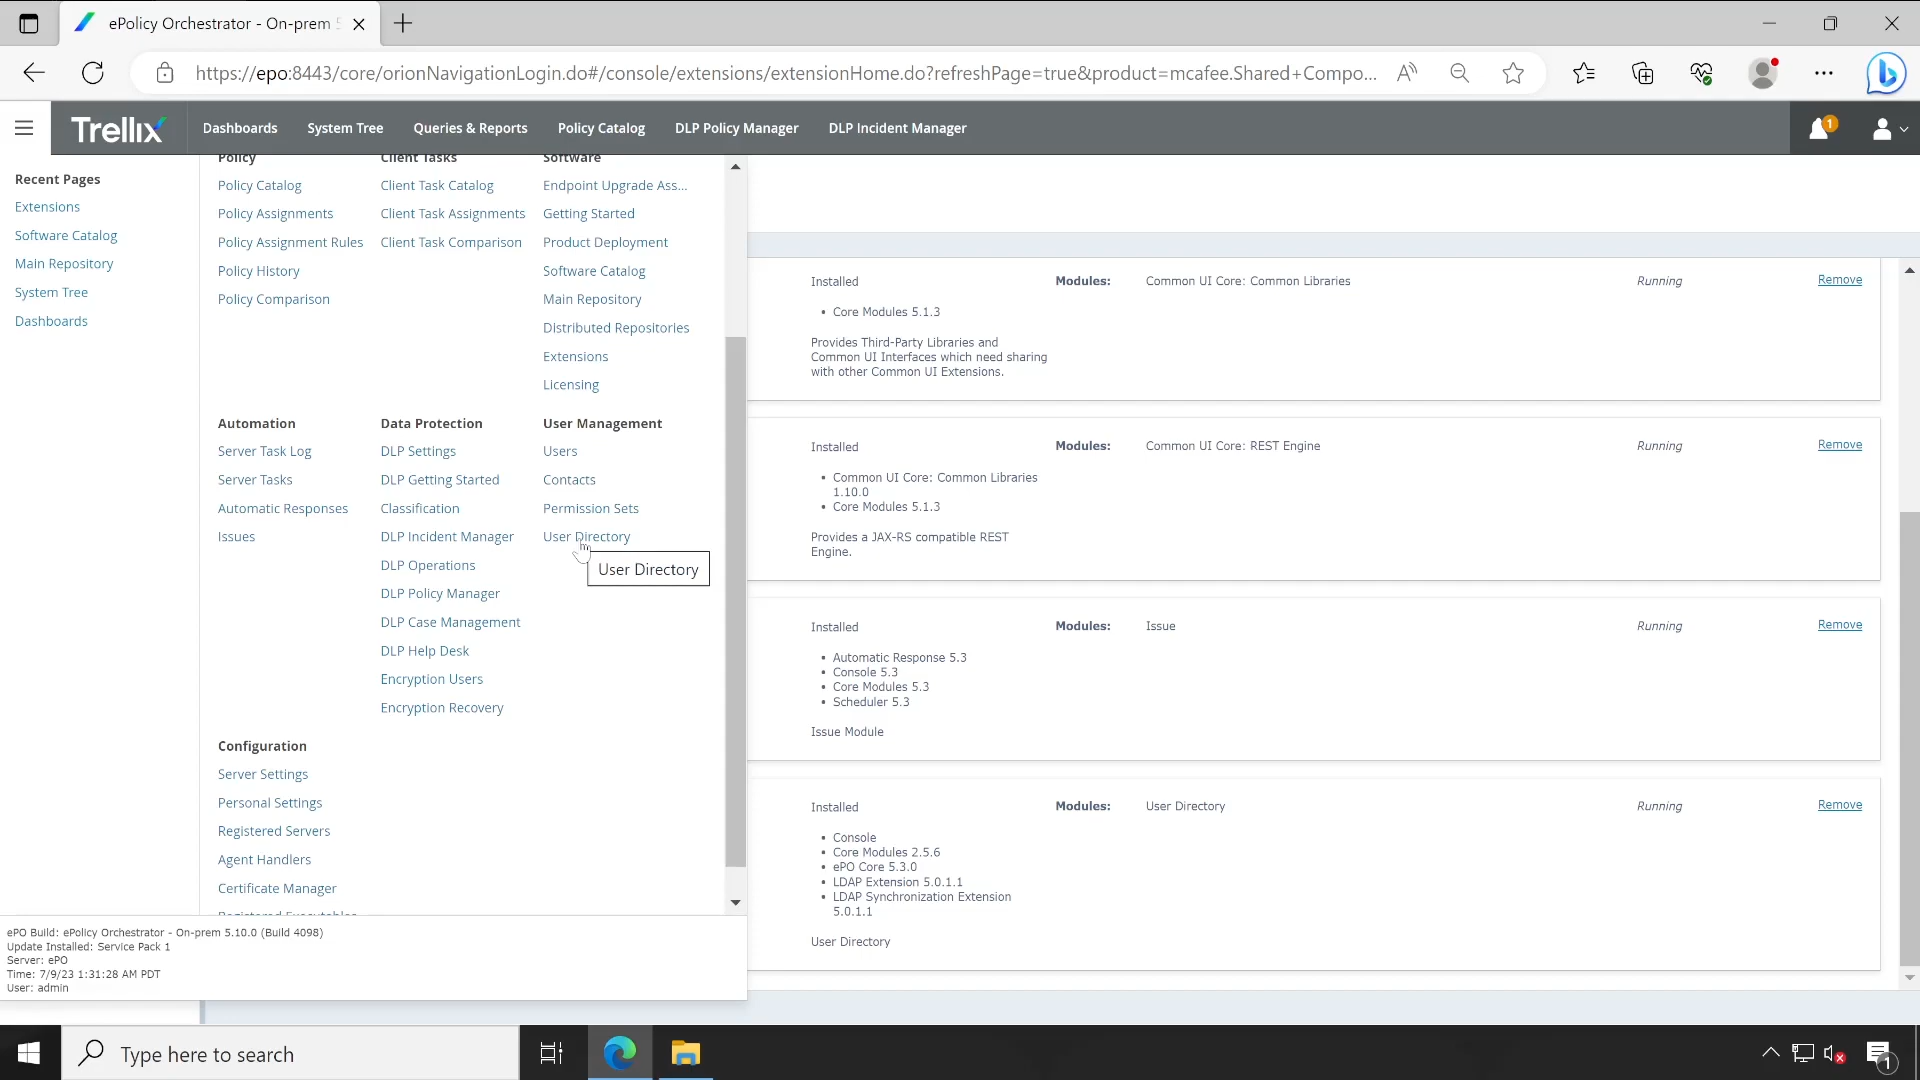 ePolicy Orchestrator - On-prem 5
https://epo:8443/core/orionNavigationLogin.do#/console/extensions/extensionHome.do?refreshPage=true&product=mcafee.Shared+Compo...
Trellix
Dashboards
System Tree
Queries & Reports
Policy Catalog
DLP Policy Manager
DLP Incident Manager
1
Recent Pages
Extensions
Software Catalog
Main Repository
System Tree
Dashboards
Policy
Policy Catalog
Policy Assignments
Policy Assignment Rules
Policy History
Policy Comparison
Client Tasks
Client Task Catalog
Client Task Assignments
Client Task Comparison
Software
Endpoint Upgrade Ass...
Getting Started
Product Deployment
Software Catalog
Main Repository
Distributed Repositories
Extensions
Licensing
Automation
Server Task Log
Server Tasks
Automatic Responses
Issues
Data Protection
DLP Settings
DLP Getting Started
Classification
DLP Incident Manager
DLP Operations
DLP Policy Manager
DLP Case Management
DLP Help Desk
Encryption Users
Encryption Recovery
User Management
Users
Contacts
Permission Sets
User Directory
User Directory
Configuration
Server Settings
Personal Settings
Registered Servers
Agent Handlers
Certificate Manager
Registered Executables
ePO Build: ePolicy Orchestrator - On-prem 5.10.0 (Build 4098)
Update Installed: Service Pack 1
Server: ePO
Time: 7/9/23 1:31:28 AM PDT
User: admin
Installed
• Core Modules 5.1.3
Provides Third-Party Libraries and
Common UI Interfaces which need sharing
with other Common UI Extensions.
Modules:
Common UI Core: Common Libraries
Running
Remove
Installed
• Common UI Core: Common Libraries
1.10.0
• Core Modules 5.1.3
Provides a JAX-RS compatible REST
Engine.
Modules:
Common UI Core: REST Engine
Running
Remove
Installed
• Automatic Response 5.3
• Console 5.3
• Core Modules 5.3
• Scheduler 5.3
Issue Module
Modules:
Issue
Running
Remove
Installed
• Console
• Core Modules 2.5.6
• ePO Core 5.3.0
• LDAP Extension 5.0.1.1
• LDAP Synchronization Extension
5.0.1.1
User Directory
Modules:
User Directory
Running
Remove
Type here to search
1